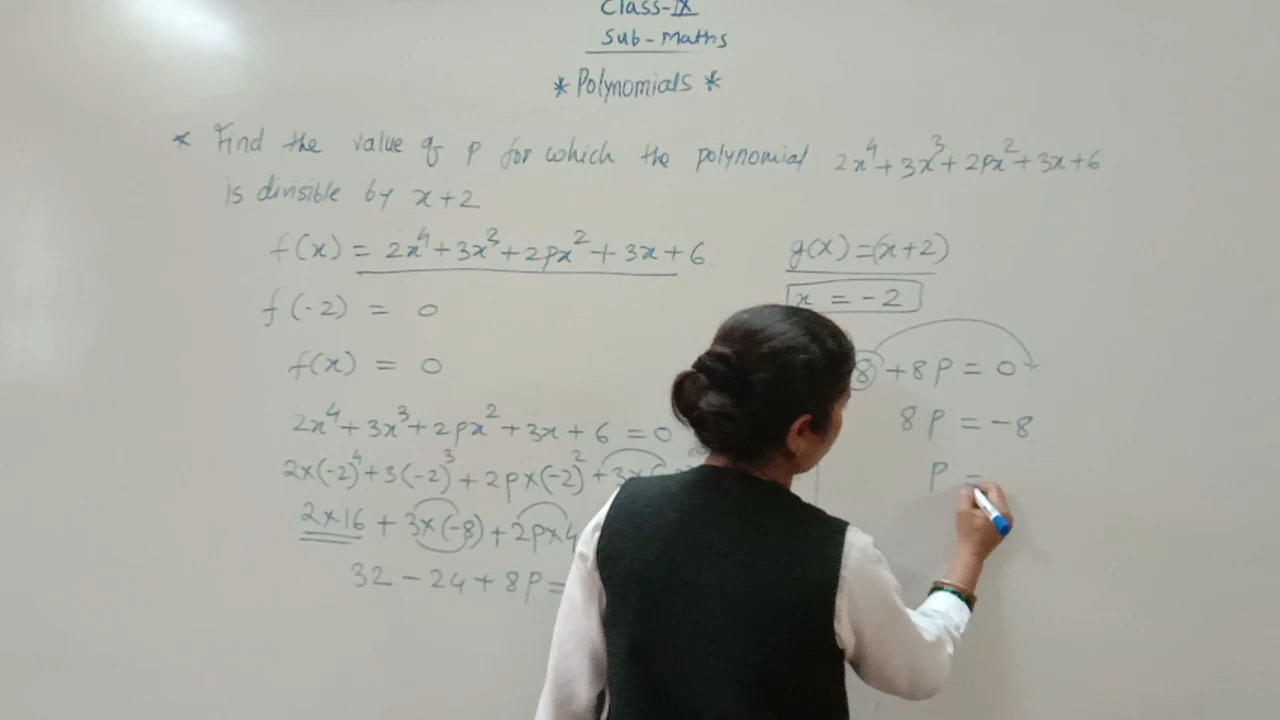 Class-IX
Sub-Maths
* Polynomials *
* Find the value of p for which the polynomial 2x⁴+3x³+2px²+3x+6
is divisible by x+2
f(x) = 2x⁴+3x³+2px²+3x+6.
g(x)=(x+2)
x = -2
f(-2) = 0
f(x) = 0
2x⁴+3x³+2px²+3x+6=0
2x(-2)⁴+3(-2)³+2px(-2)²+3x(-
2x16 + 3x(-8)+2px4
32-24+8P=
8 +8P = 0
8P = -8
P =